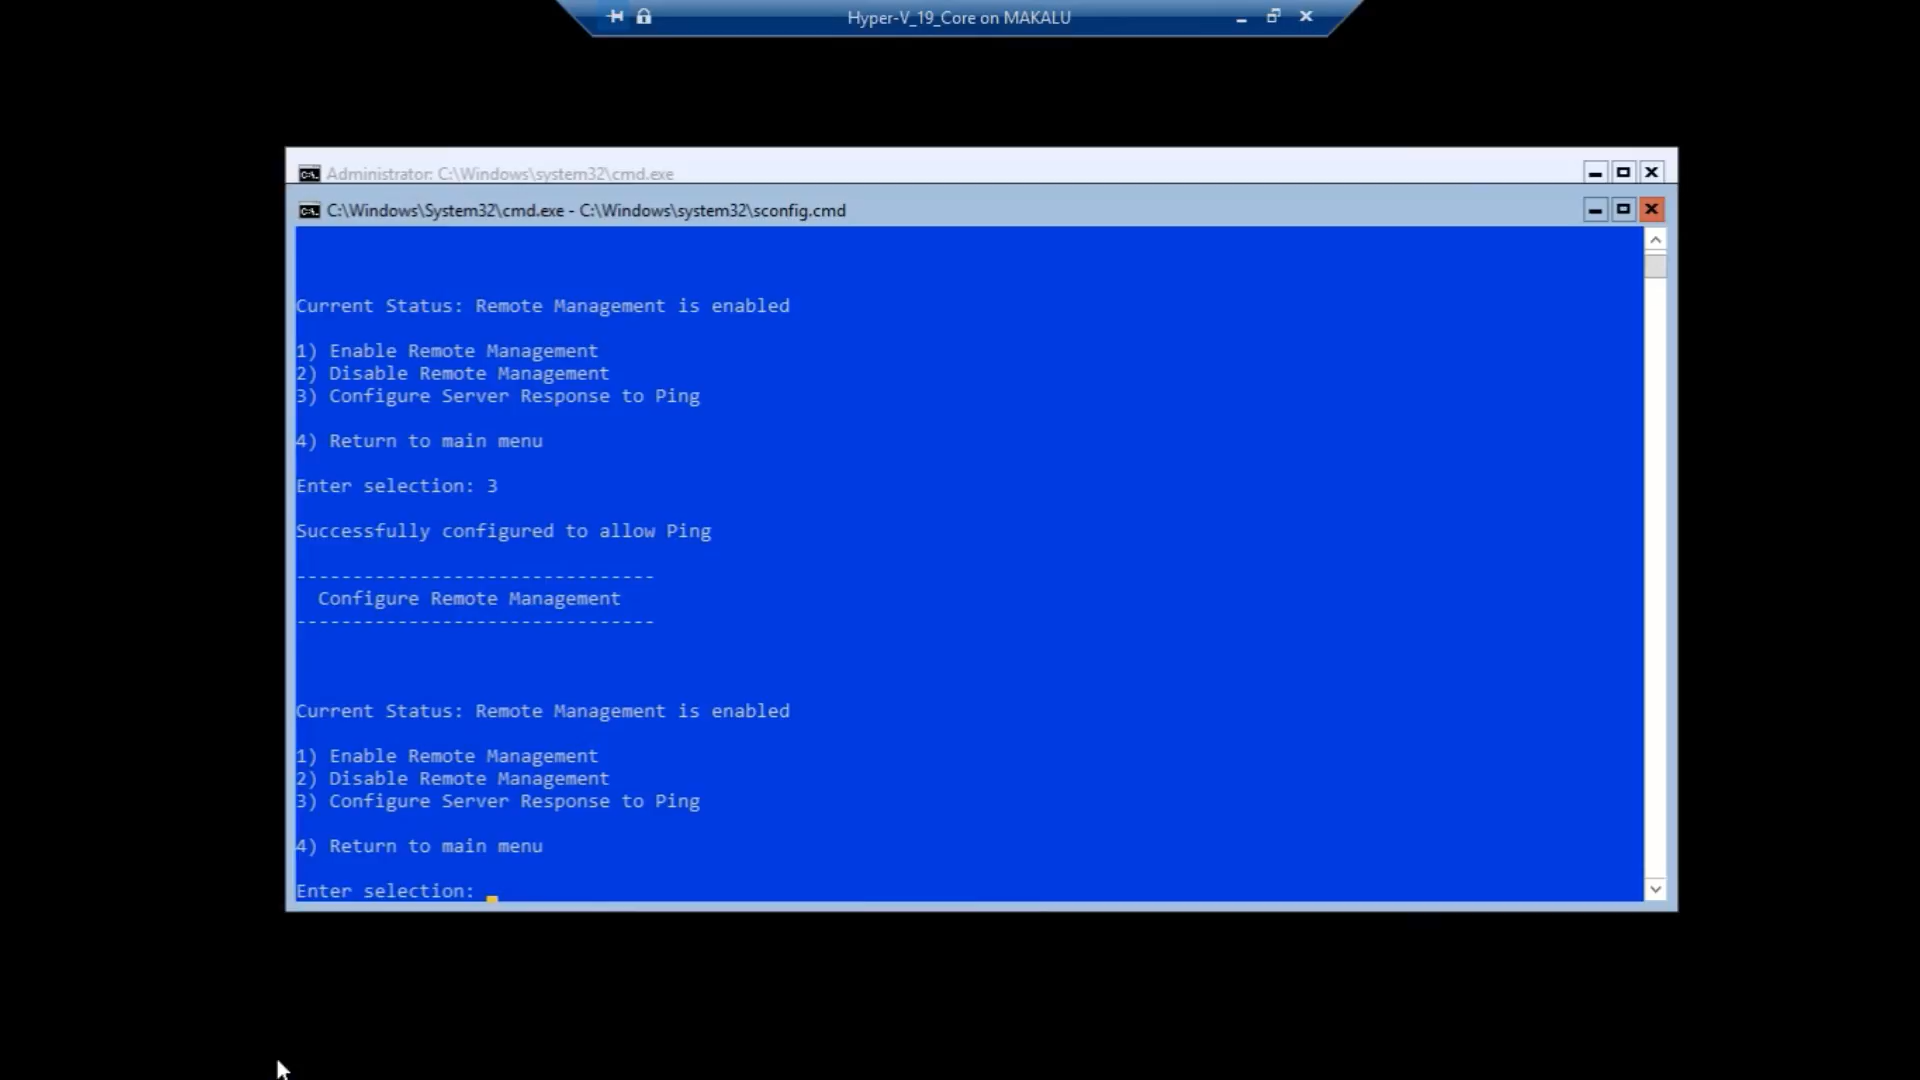 Hyper-V_19_Core on MAKALU
Administrator: C:\Windows\system32\cmd.exe
C:\Windows\System32\cmd.exe - C:\Windows\system32\sconfig.cmd
Current Status: Remote Management is enabled
1) Enable Remote Management
2) Disable Remote Management
3) Configure Server Response to Ping
4) Return to main menu
Enter selection: 3
Successfully configured to allow Ping
--------------------------------
Configure Remote Management
--------------------------------
Current Status: Remote Management is enabled
1) Enable Remote Management
2) Disable Remote Management
3) Configure Server Response to Ping
4) Return to main menu
Enter selection: